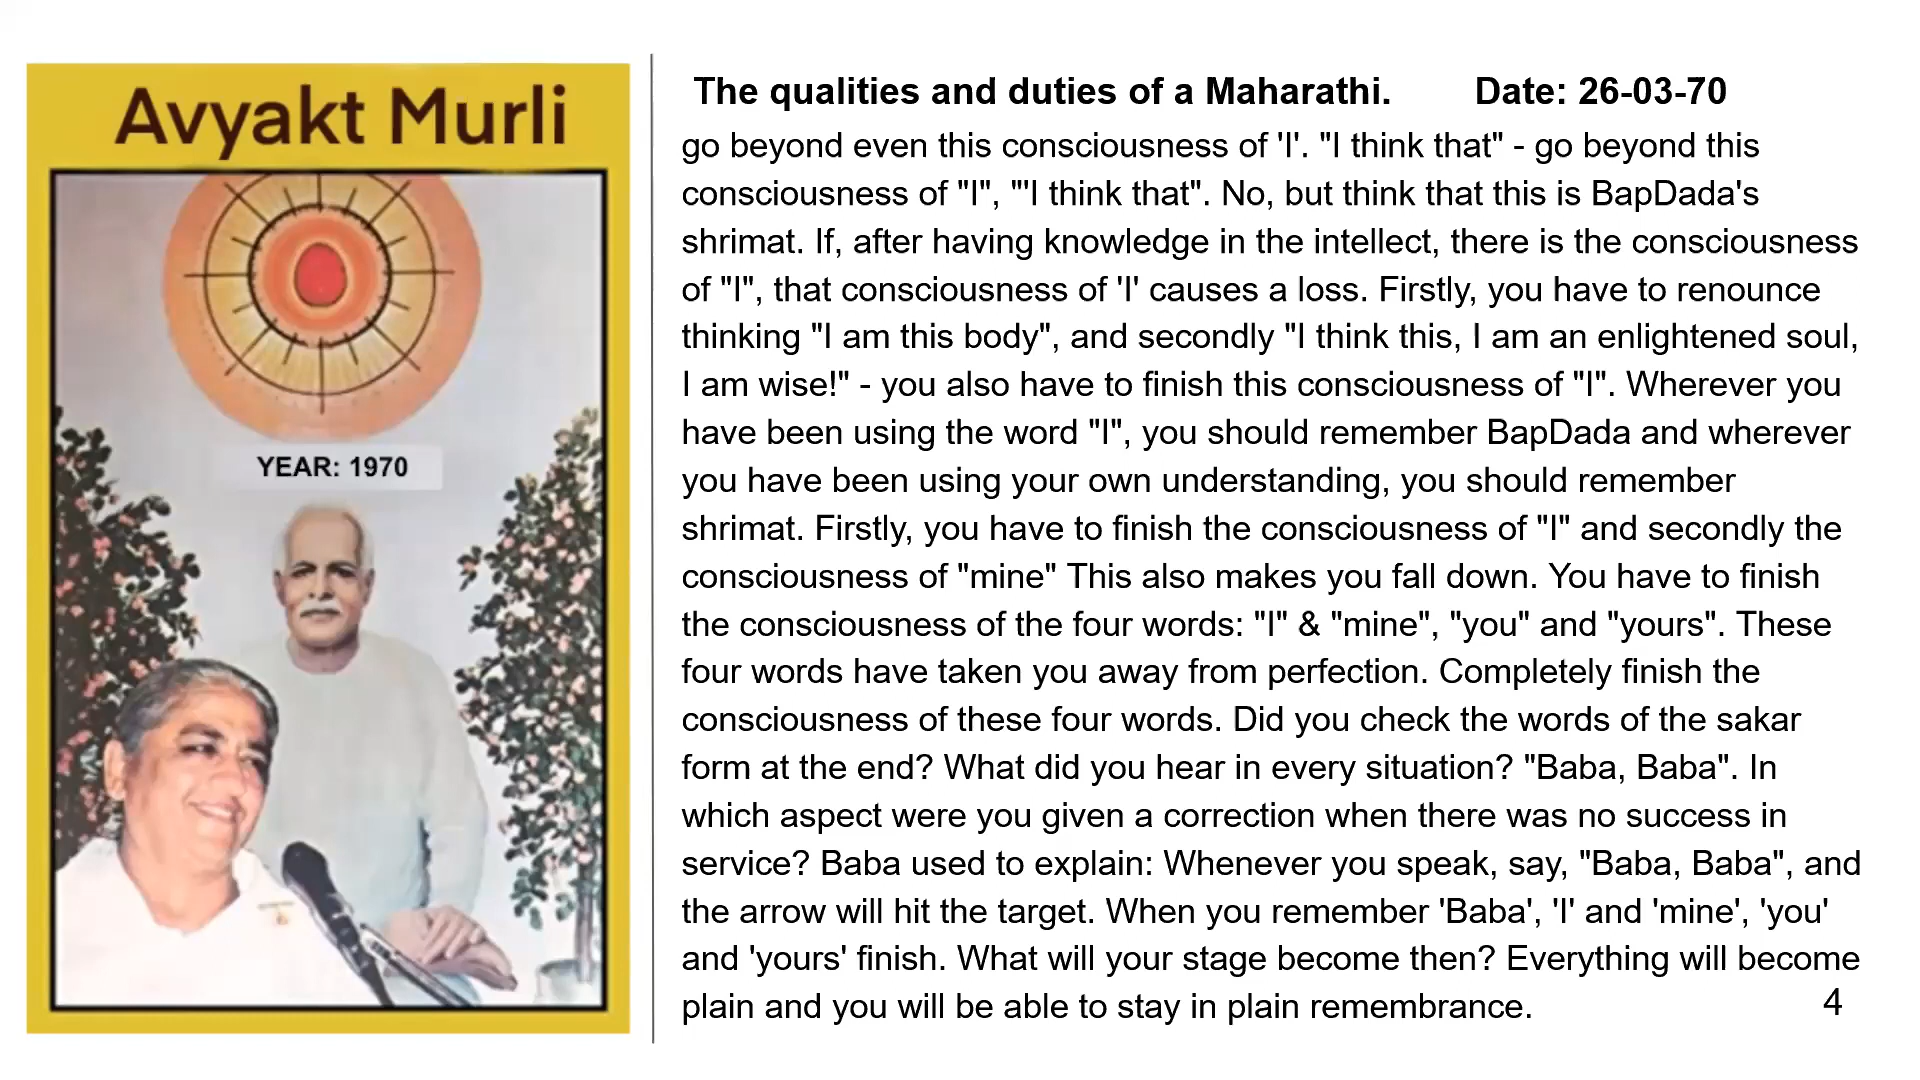 Avyakt Murli
YEAR: 1970
The qualities and duties of a Maharathi. Date: 26-03-70
go beyond even this consciousness of 'I'. "I think that" - go beyond this
consciousness of "I", "'I think that". No, but think that this is BapDada's
shrimat. If, after having knowledge in the intellect, there is the consciousness
of "I", that consciousness of 'I' causes a loss. Firstly, you have to renounce
thinking "I am this body", and secondly "I think this, I am an enlightened soul,
I am wise!" - you also have to finish this consciousness of "I". Wherever you
have been using the word "I", you should remember BapDada and wherever
you have been using your own understanding, you should remember
shrimat. Firstly, you have to finish the consciousness of "I" and secondly the
consciousness of "mine" This also makes you fall down. You have to finish
the consciousness of the four words: "I" & "mine", "you" and "yours". These
four words have taken you away from perfection. Completely finish the
consciousness of these four words. Did you check the words of the sakar
form at the end? What did you hear in every situation? "Baba, Baba". In
which aspect were you given a correction when there was no success in
service? Baba used to explain: Whenever you speak, say, "Baba, Baba", and
the arrow will hit the target. When you remember 'Baba', 'I' and 'mine', 'you'
and 'yours' finish. What will your stage become then? Everything will become
plain and you will be able to stay in plain remembrance.
4